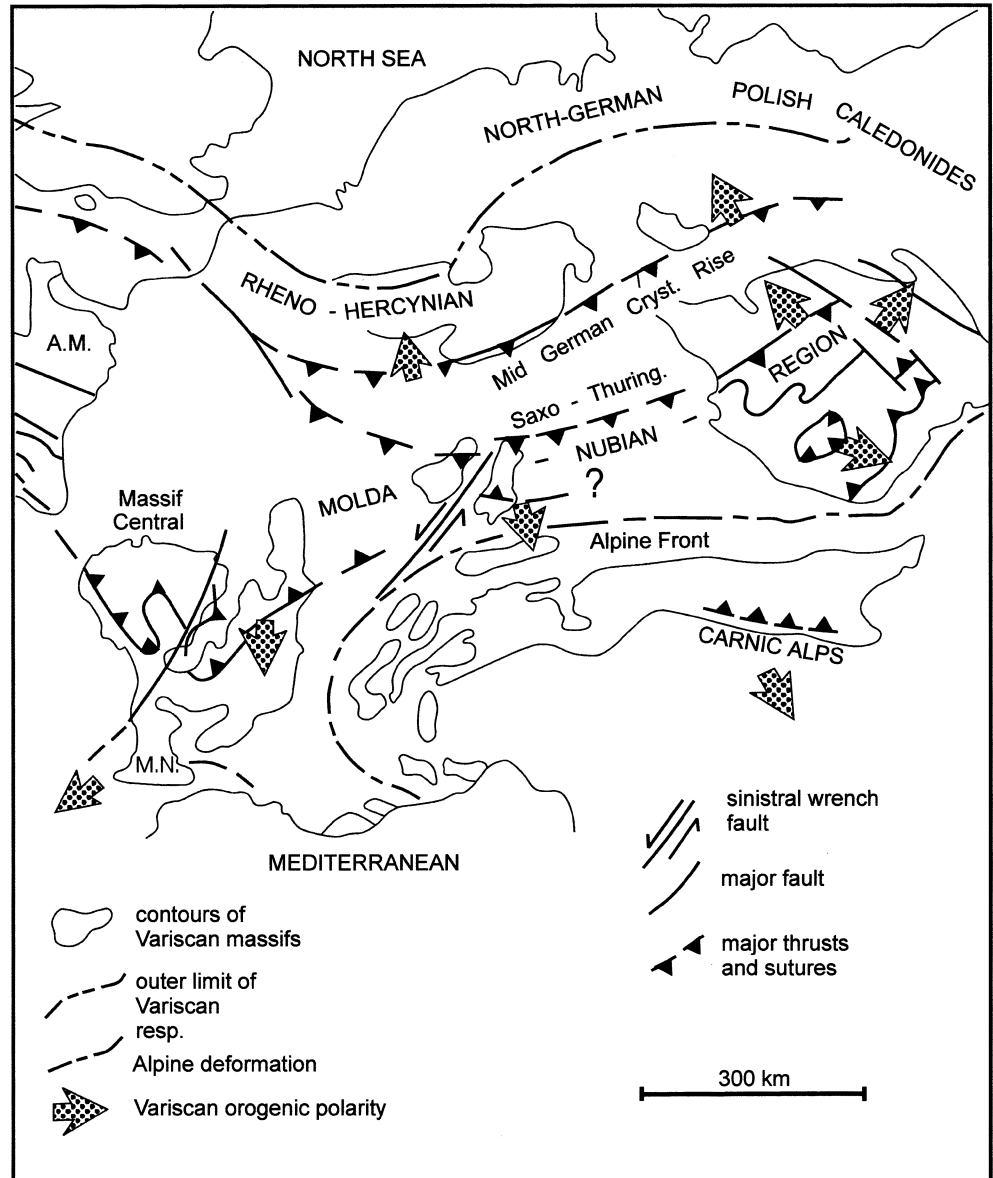 NORTH SEA
NORTH-GERMAN POLISH CALEDONIDES
RHENO - HERCYNIAN
Mid German Cryst. Rise
A.M.
REGION
Saxo - Thuring.
NUBIAN
?
MOLDA
Massif
Central
Alpine Front
CARNIC ALPS
M.N.
MEDITERRANEAN
sinistral wrench
fault
major fault
major thrusts
and sutures
contours of
Variscan massifs
outer limit of
Variscan
resp.
Alpine deformation
Variscan orogenic polarity
300 km